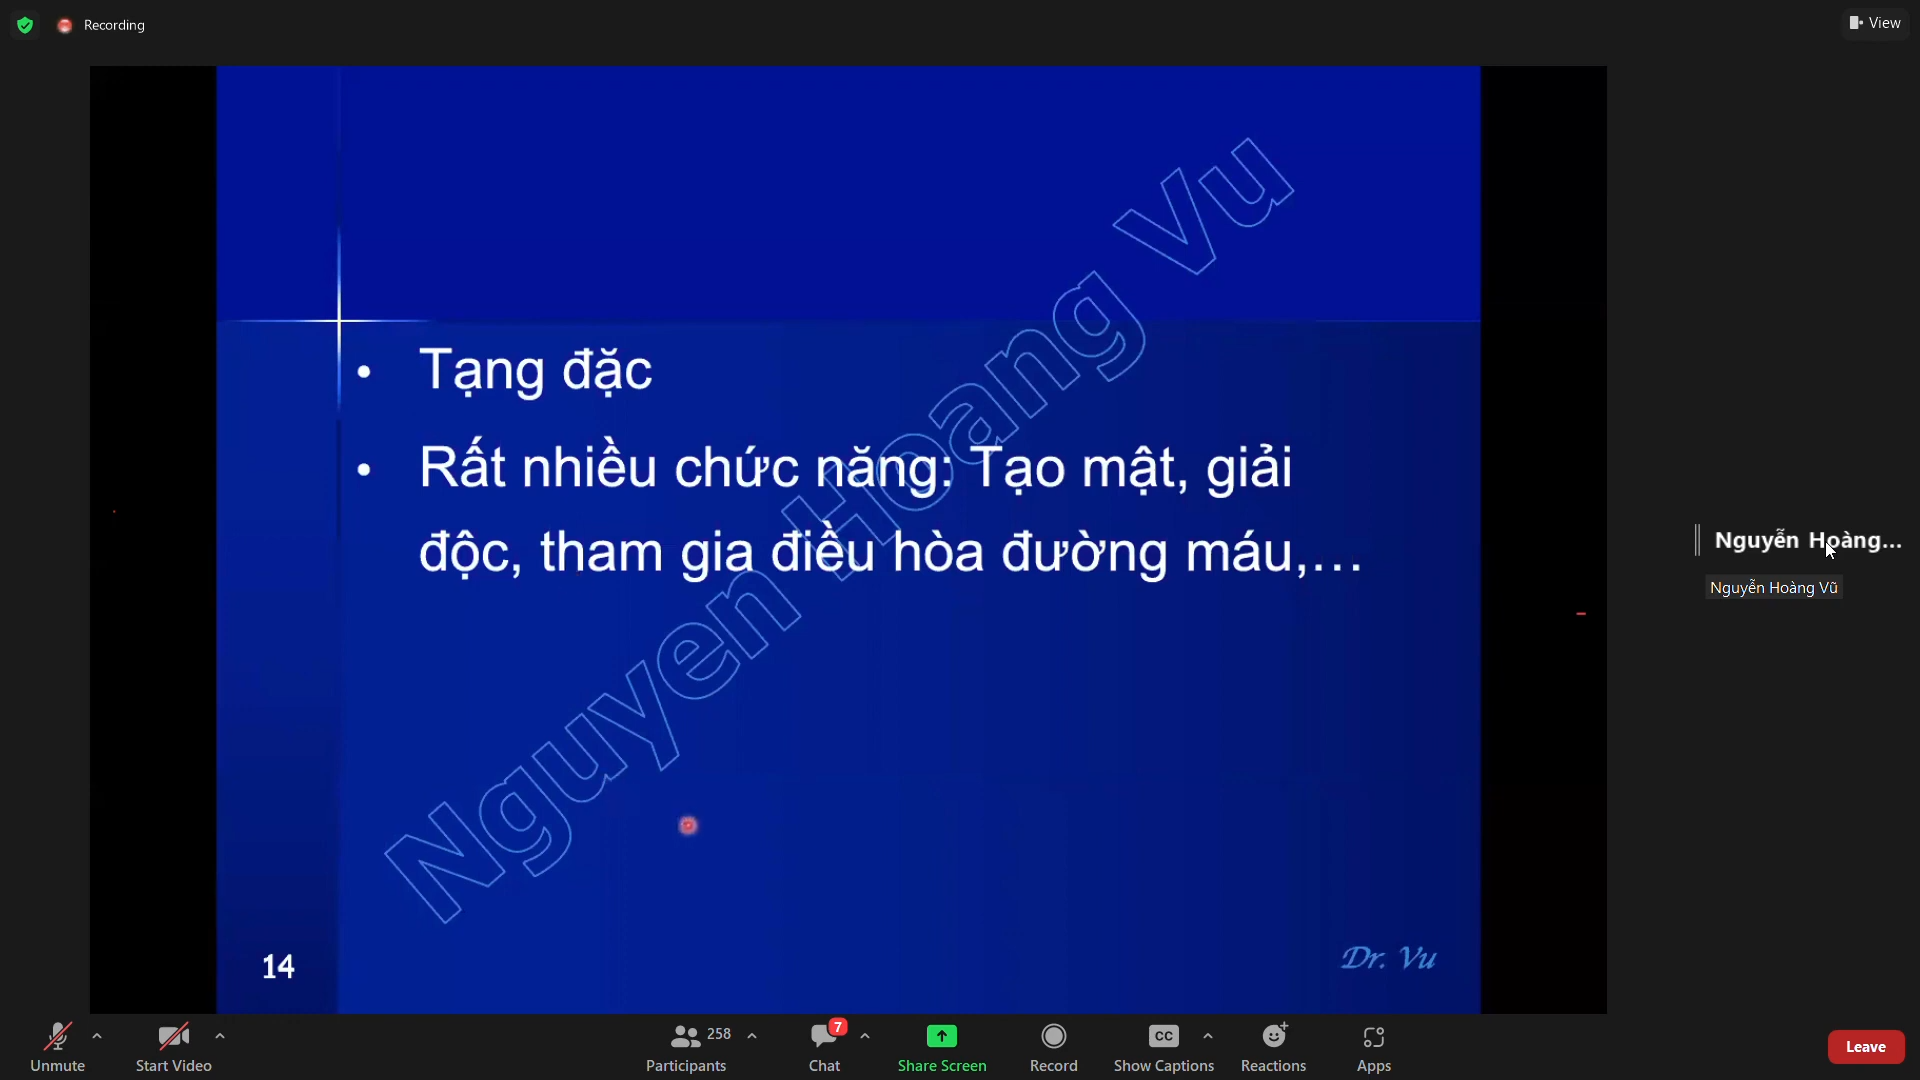 Recording
View
Nguyen Hoang Vu
• Tạng đặc
• Rất nhiều chức năng: Tạo mật, giải
độc, tham gia điều hòa đường máu,...
Nguyễn Hoàng...
Nguyễn Hoàng Vũ
14
Dr. Vu
Unmute
Start Video
258
Participants
7
Chat
Share Screen
Record
CC
Show Captions
Reactions
Apps
Leave